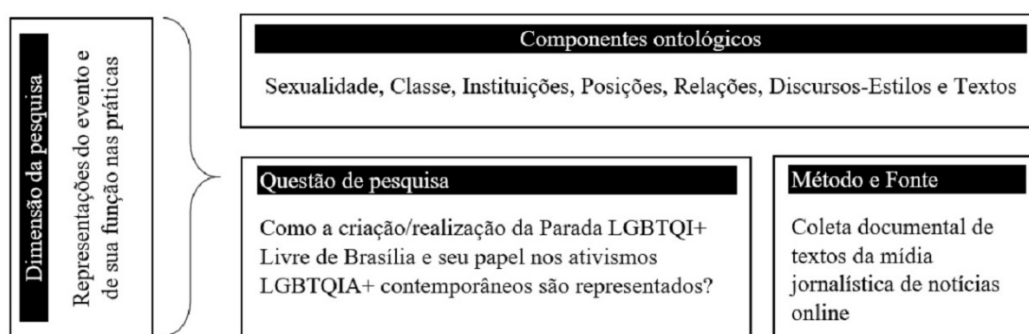 Dimensão da pesquisa
Representações do evento e
de sua função nas práticas
Componentes ontológicos
Sexualidade, Classe, Instituições, Posições, Relações, Discursos-Estilos e Textos
Questão de pesquisa
Como a criação/realização da Parada LGBTQI+
Livre de Brasília e seu papel nos ativismos
LGBTQIA+ contemporâneos são representados?
Método e Fonte
Coleta documental de
textos da mídia
jornalística de notícias
online